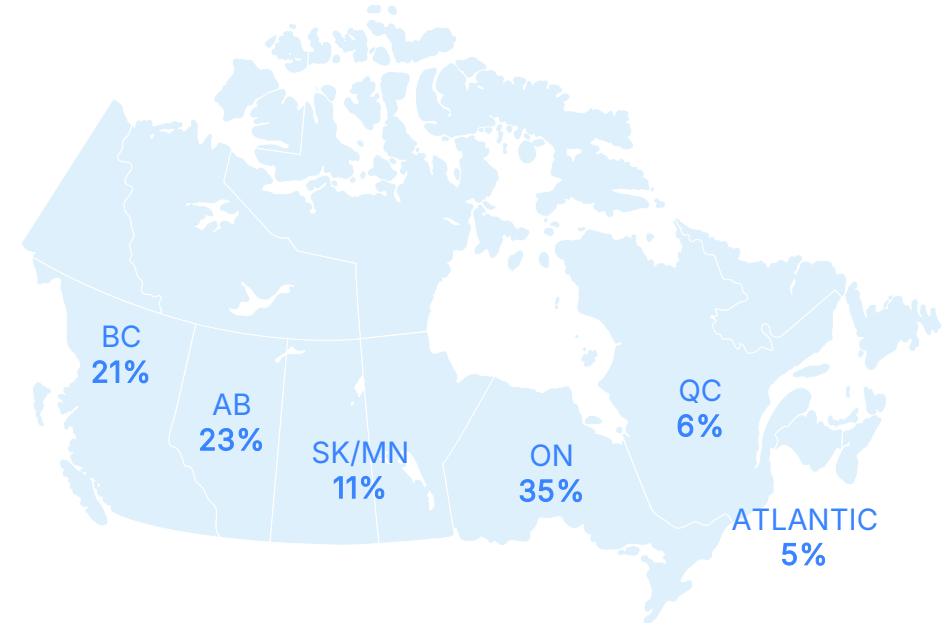 BC
21%
AB
23%
SK/MN
11%
ON
35%
QC
6%
ATLANTIC
5%